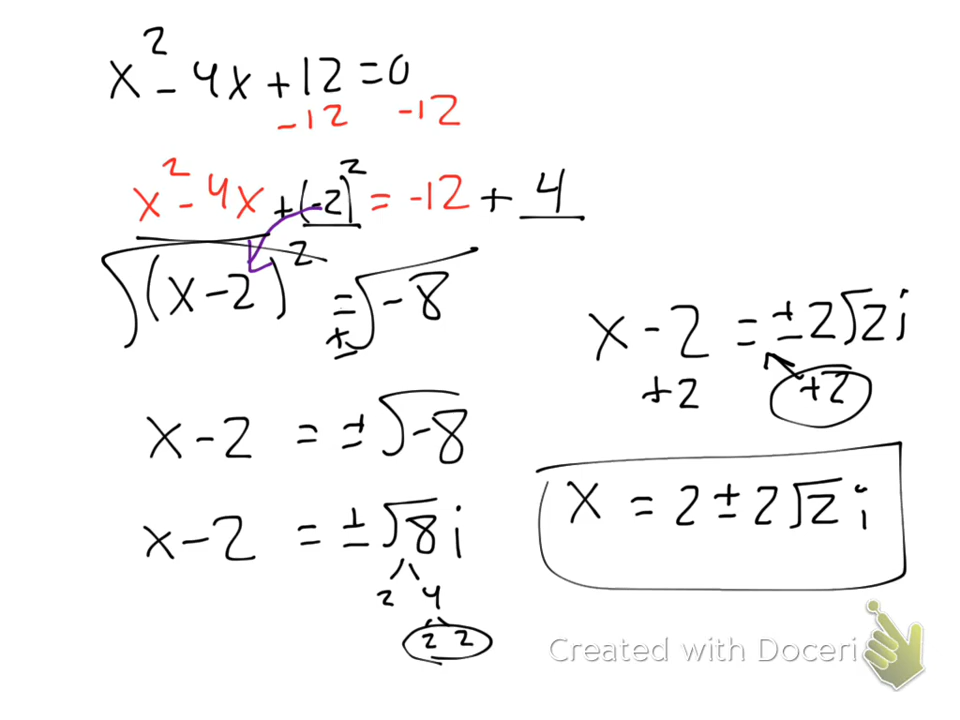 x² - 4x + 12 = 0
-12 -12
x² - 4x + (-2)² = -12 + 4
√(x - 2)² = ±√-8
x - 2 = ±√-8
x - 2 = ±√8 i
2 4
2 2
x - 2 = ±2√2 i
+2 +2
x = 2 ± 2√2 i
Created with Doceri